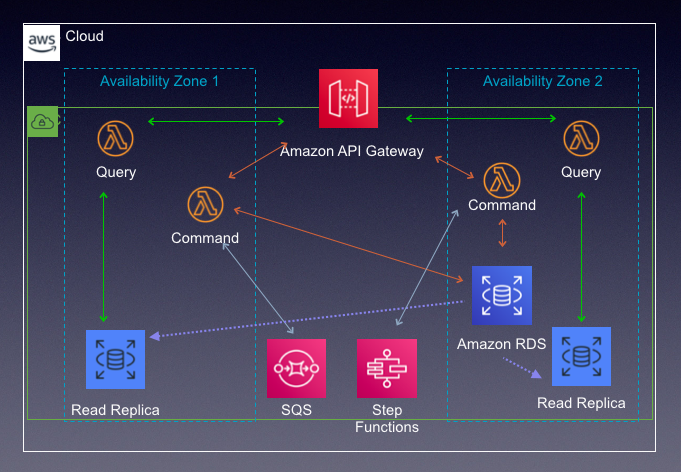 aws
Cloud
Availability Zone 1
Availability Zone 2
Amazon API Gateway
Query
Query
Command
Command
Amazon RDS
Read Replica
SQS
Step
Functions
Read Replica